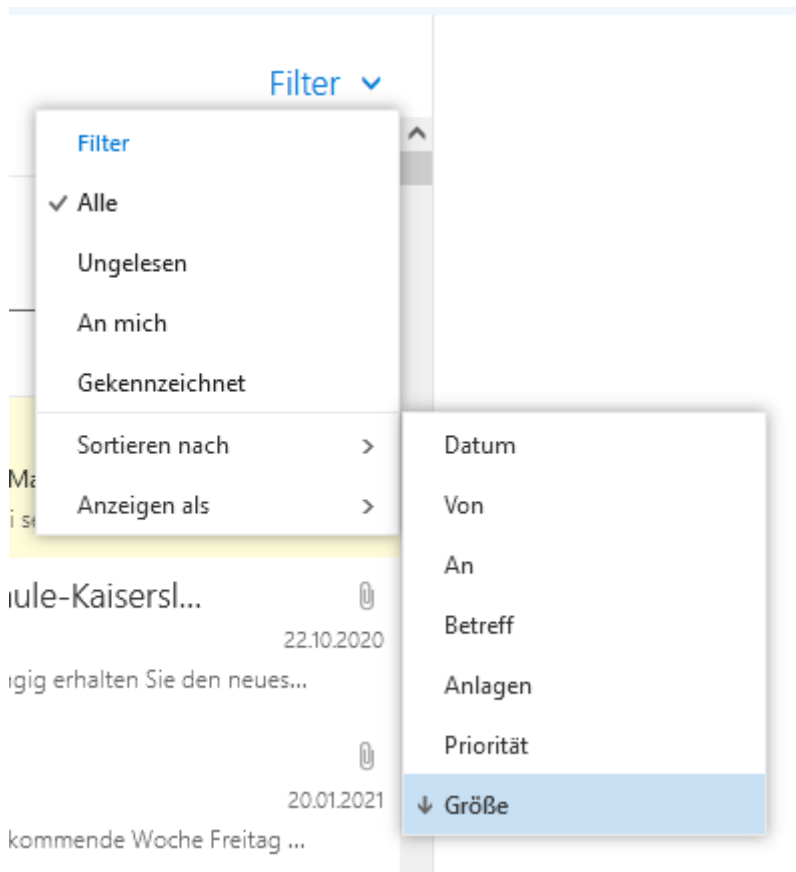 Filter
Filter
Alle
Ungelesen
An mich
Gekennzeichnet
Sortieren nach
Anzeigen als
Datum
Von
An
Betreff
Anlagen
Priorität
Größe
ule-Kaisersl...
22.10.2020
gig erhalten Sie den neues...
20.01.2021
kommende Woche Freitag ...